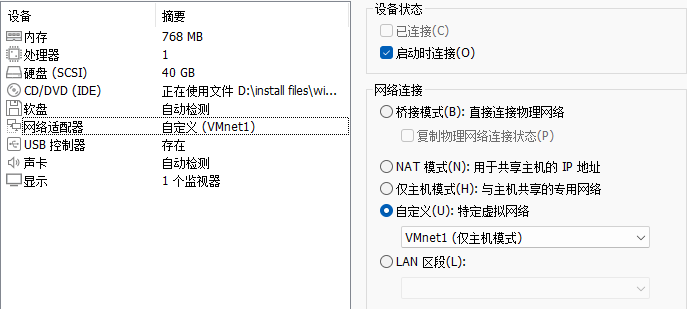 设备 摘要
内存 768 MB
处理器 1
硬盘 (SCSI) 40 GB
CD/DVD (IDE) 正在使用文件 D:\install files\wi...
软盘 自动检测
网络适配器 自定义 (VMnet1)
USB 控制器 存在
声卡 自动检测
显示 1 个监视器
设备状态
已连接(C)
启动时连接(O)
网络连接
桥接模式(B): 直接连接物理网络
复制物理网络连接状态(P)
NAT 模式(N): 用于共享主机的 IP 地址
仅主机模式(H): 与主机共享的专用网络
自定义(U): 特定虚拟网络
VMnet1 (仅主机模式)
LAN 区段(L):